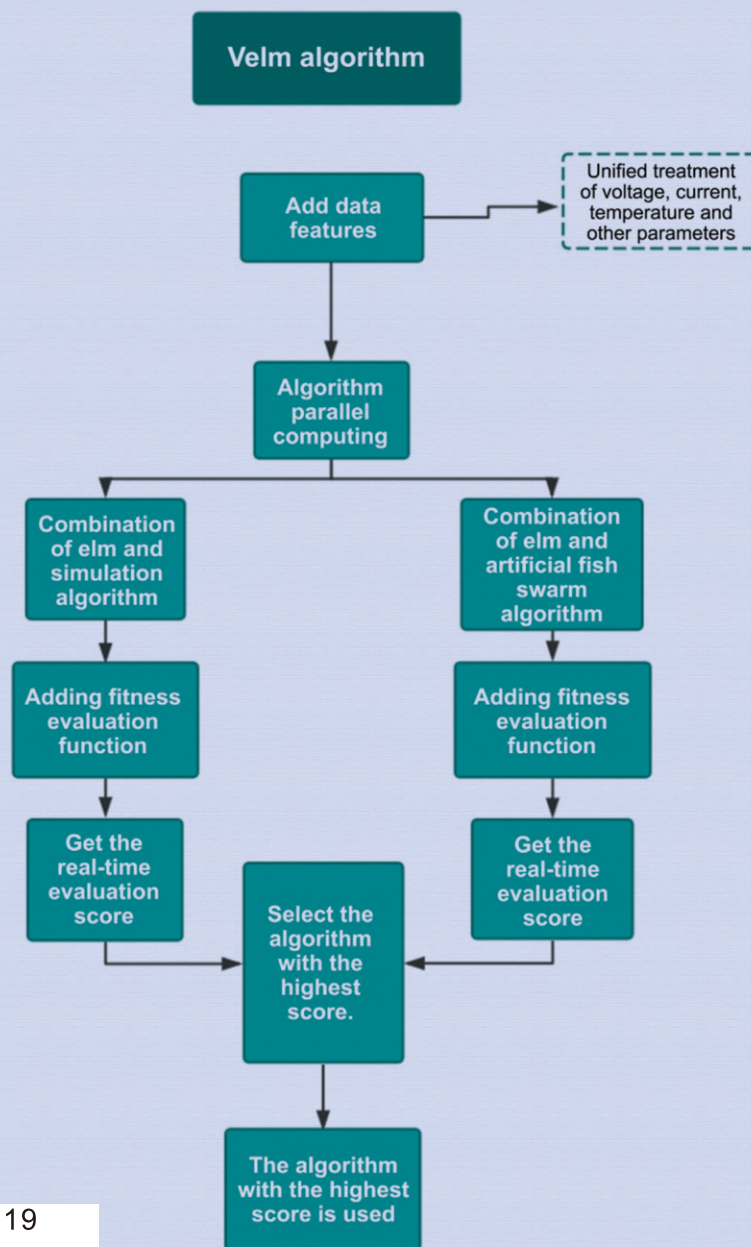 Velm algorithm
Add data
features
Unified treatment
of voltage, current,
temperature and
other parameters
Algorithm
parallel
computing
Combination
of elm and
simulation
algorithm
Combination
of elm and
artificial fish
swarm
algorithm
Adding fitness
evaluation
function
Adding fitness
evaluation
function
Get the
real-time
evaluation
score
Get the
real-time
evaluation
score
Select the
algorithm
with the
highest
score.
The algorithm
with the highest
score is used
19